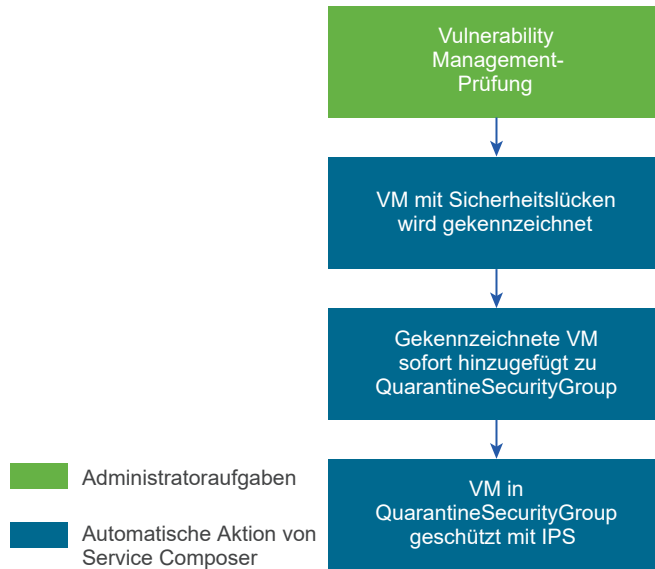 Vulnerability
Management-
Prüfung
VM mit Sicherheitslücken
wird gekennzeichnet
Gekennzeichnete VM
sofort hinzugefügt zu
QuarantineSecurityGroup
VM in
QuarantineSecurityGroup
geschützt mit IPS
Administratoraufgaben
Automatische Aktion von
Service Composer